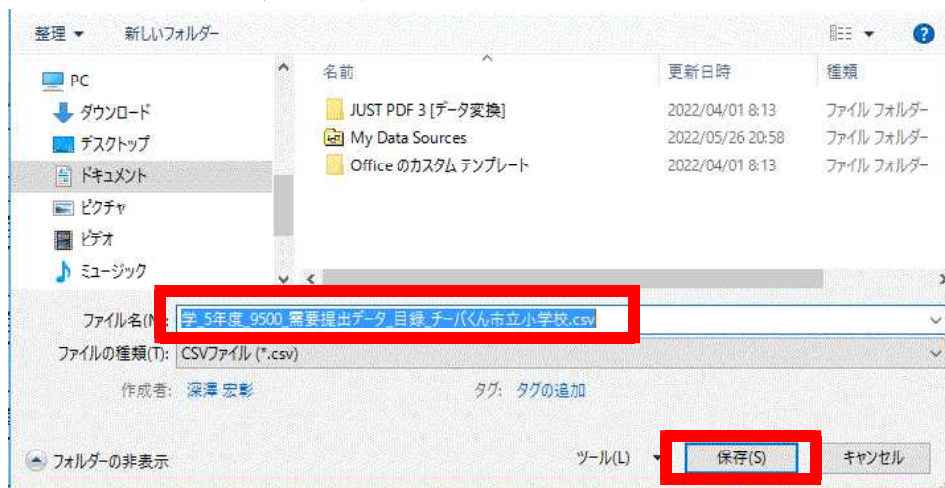 整理 ▼ 新しいフォルダー
PC
ダウンロード
デスクトップ
ドキュメント
ピクチャ
ビデオ
ミュージック
名前 更新日時 種類
JUST PDF 3 [データ変換] 2022/04/01 8:13 ファイル フォルダー
My Data Sources 2022/05/26 20:58 ファイル フォルダー
Office のカスタム テンプレート 2022/04/01 8:13 ファイル フォルダー
ファイル名(N): 学_5年度_9500_需要提出データ_目録_チーバくん市立小学校.csv
ファイルの種類(T): CSVファイル (*.csv)
作成者: 深澤 宏彰 タグ: タグの追加
フォルダーの非表示 ツール(L) ▼ 保存(S) キャンセル